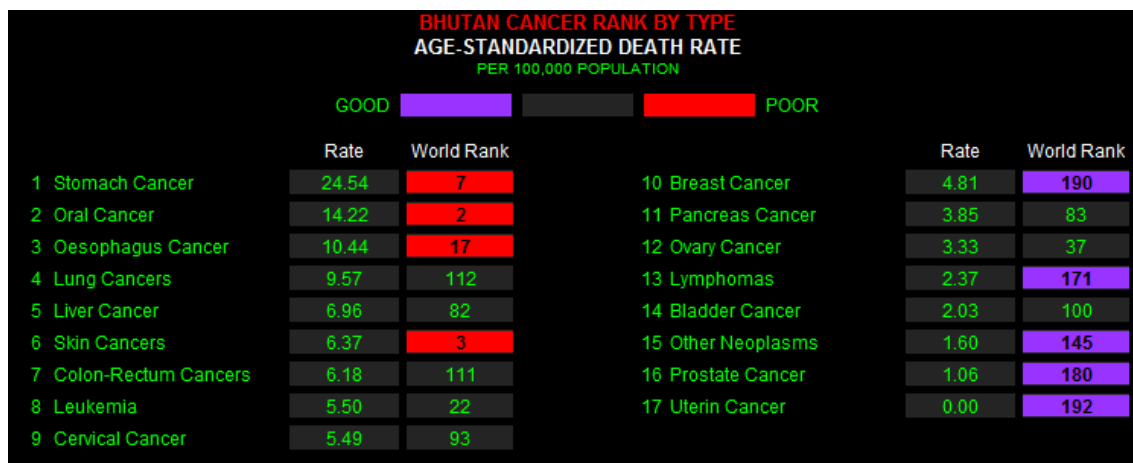 BHUTAN CANCER RANK BY TYPE
AGE-STANDARDIZED DEATH RATE
PER 100,000 POPULATION
GOOD POOR
Rate World Rank Rate World Rank
1 Stomach Cancer 24.54 7 10 Breast Cancer 4.81 190
2 Oral Cancer 14.22 2 11 Pancreas Cancer 3.85 83
3 Oesophagus Cancer 10.44 17 12 Ovary Cancer 3.33 37
4 Lung Cancers 9.57 112 13 Lymphomas 2.37 171
5 Liver Cancer 6.96 82 14 Bladder Cancer 2.03 100
6 Skin Cancers 6.37 3 15 Other Neoplasms 1.60 145
7 Colon-Rectum Cancers 6.18 111 16 Prostate Cancer 1.06 180
8 Leukemia 5.50 22 17 Uterin Cancer 0.00 192
9 Cervical Cancer 5.49 93